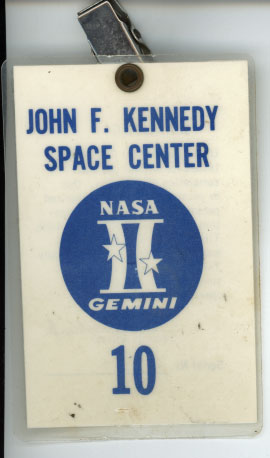 JOHN F. KENNEDY
SPACE CENTER
NASA
GEMINI
10